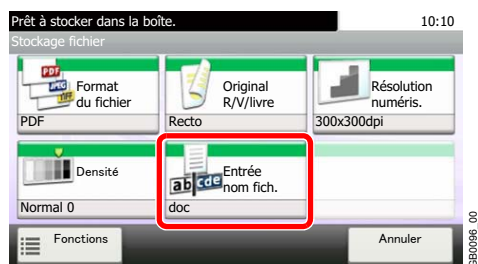 Prêt à stocker dans la boîte.
10:10
Stockage fichier
PDF
JPEG
TIFF
Format
du fichier
PDF
Original
R/V/livre
Recto
Résolution
numéris.
300x300dpi
Densité
Normal 0
ab|cde
Entrée
nom fich.
doc
Fonctions
Annuler